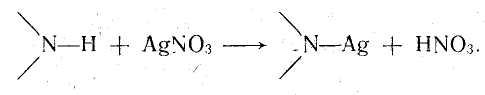 N—H + AgNO₃ ⟶ N—Ag + HNO₃.